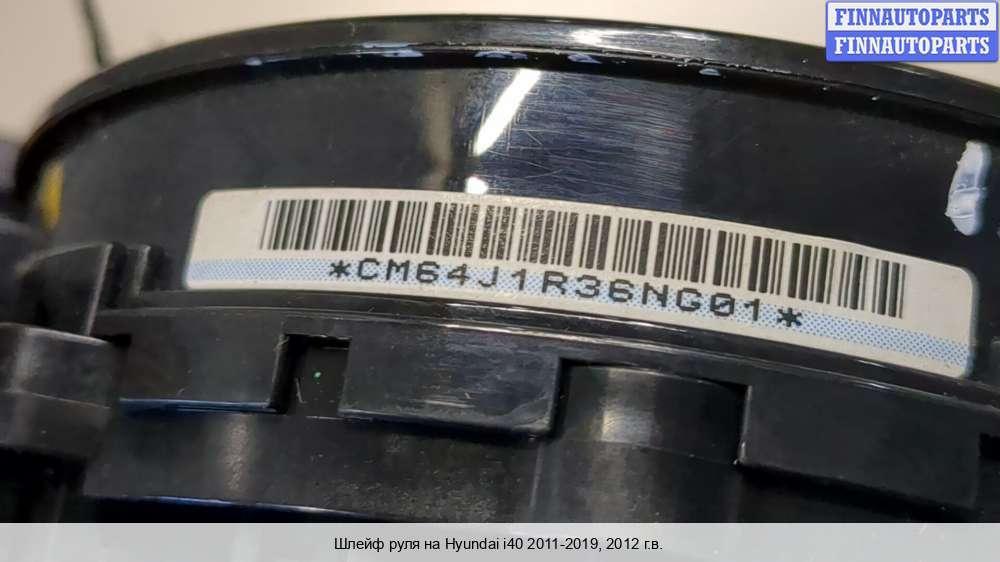 FINNAUTOPARTS
FINNAUTOPARTS
*CM64J1R36NG01*
Шлейф руля на Hyundai i40 2011-2019, 2012 г.в.